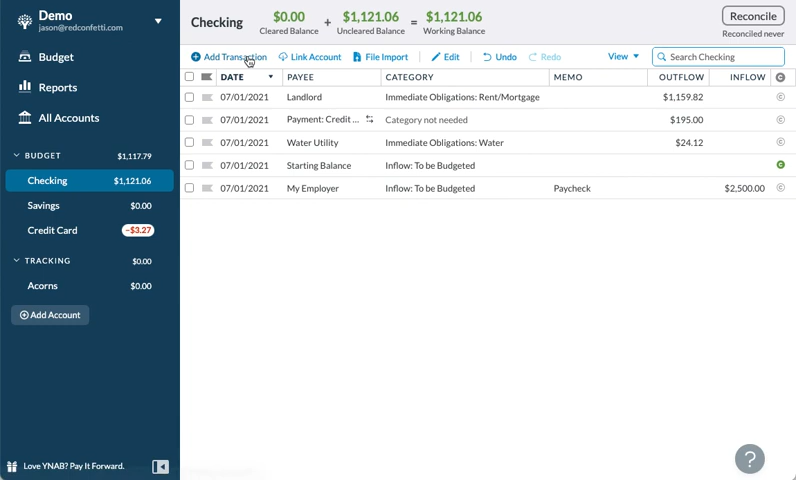 Demo
jason@redconfetti.com
Budget
Reports
All Accounts
BUDGET $1,117.79
Checking $1,121.06
Savings $0.00
Credit Card -$3.27
TRACKING $0.00
Acorns $0.00
Add Account
Love YNAB? Pay It Forward.
Checking
$0.00 + $1,121.06 = $1,121.06
Cleared Balance Uncleared Balance Working Balance
Reconcile
Reconciled never
Add Transaction Link Account File Import Edit Undo Redo View Search Checking
DATE PAYEE CATEGORY MEMO OUTFLOW INFLOW C
07/01/2021 Landlord Immediate Obligations: Rent/Mortgage $1,159.82 C
07/01/2021 Payment: Credit ... Category not needed $195.00 C
07/01/2021 Water Utility Immediate Obligations: Water $24.12 C
07/01/2021 Starting Balance Inflow: To be Budgeted C
07/01/2021 My Employer Inflow: To be Budgeted Paycheck $2,500.00 C
?